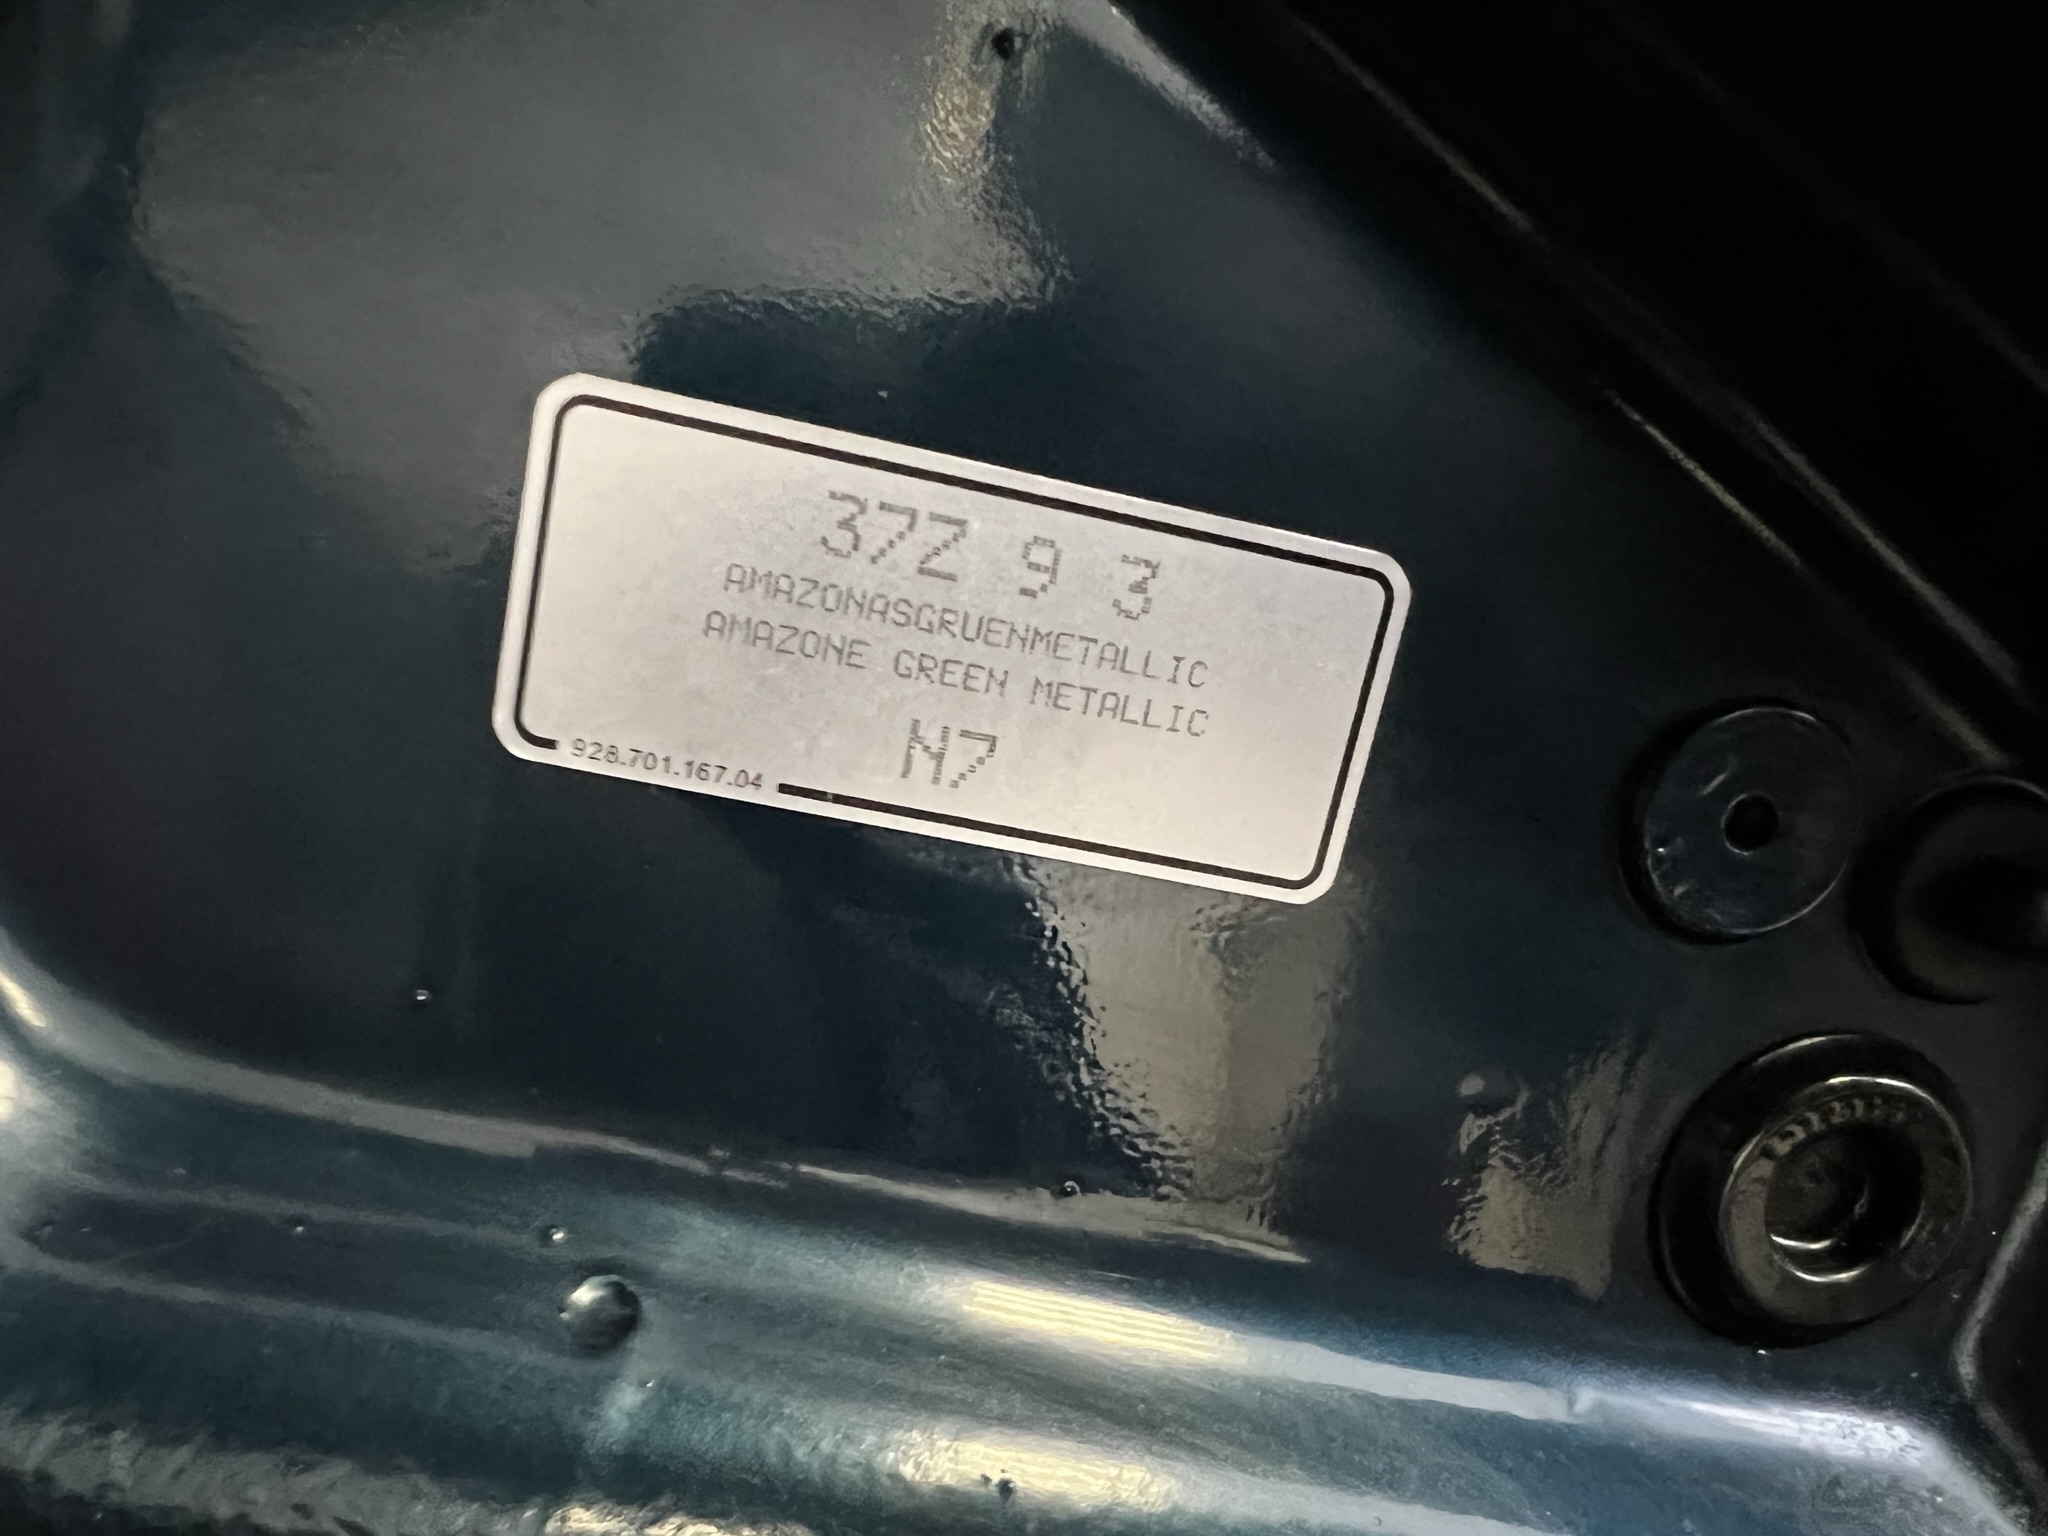 37Z 9 3
AMAZONASGRUENMETALLIC
AMAZONE GREEN METALLIC
M7
928.701.167.04